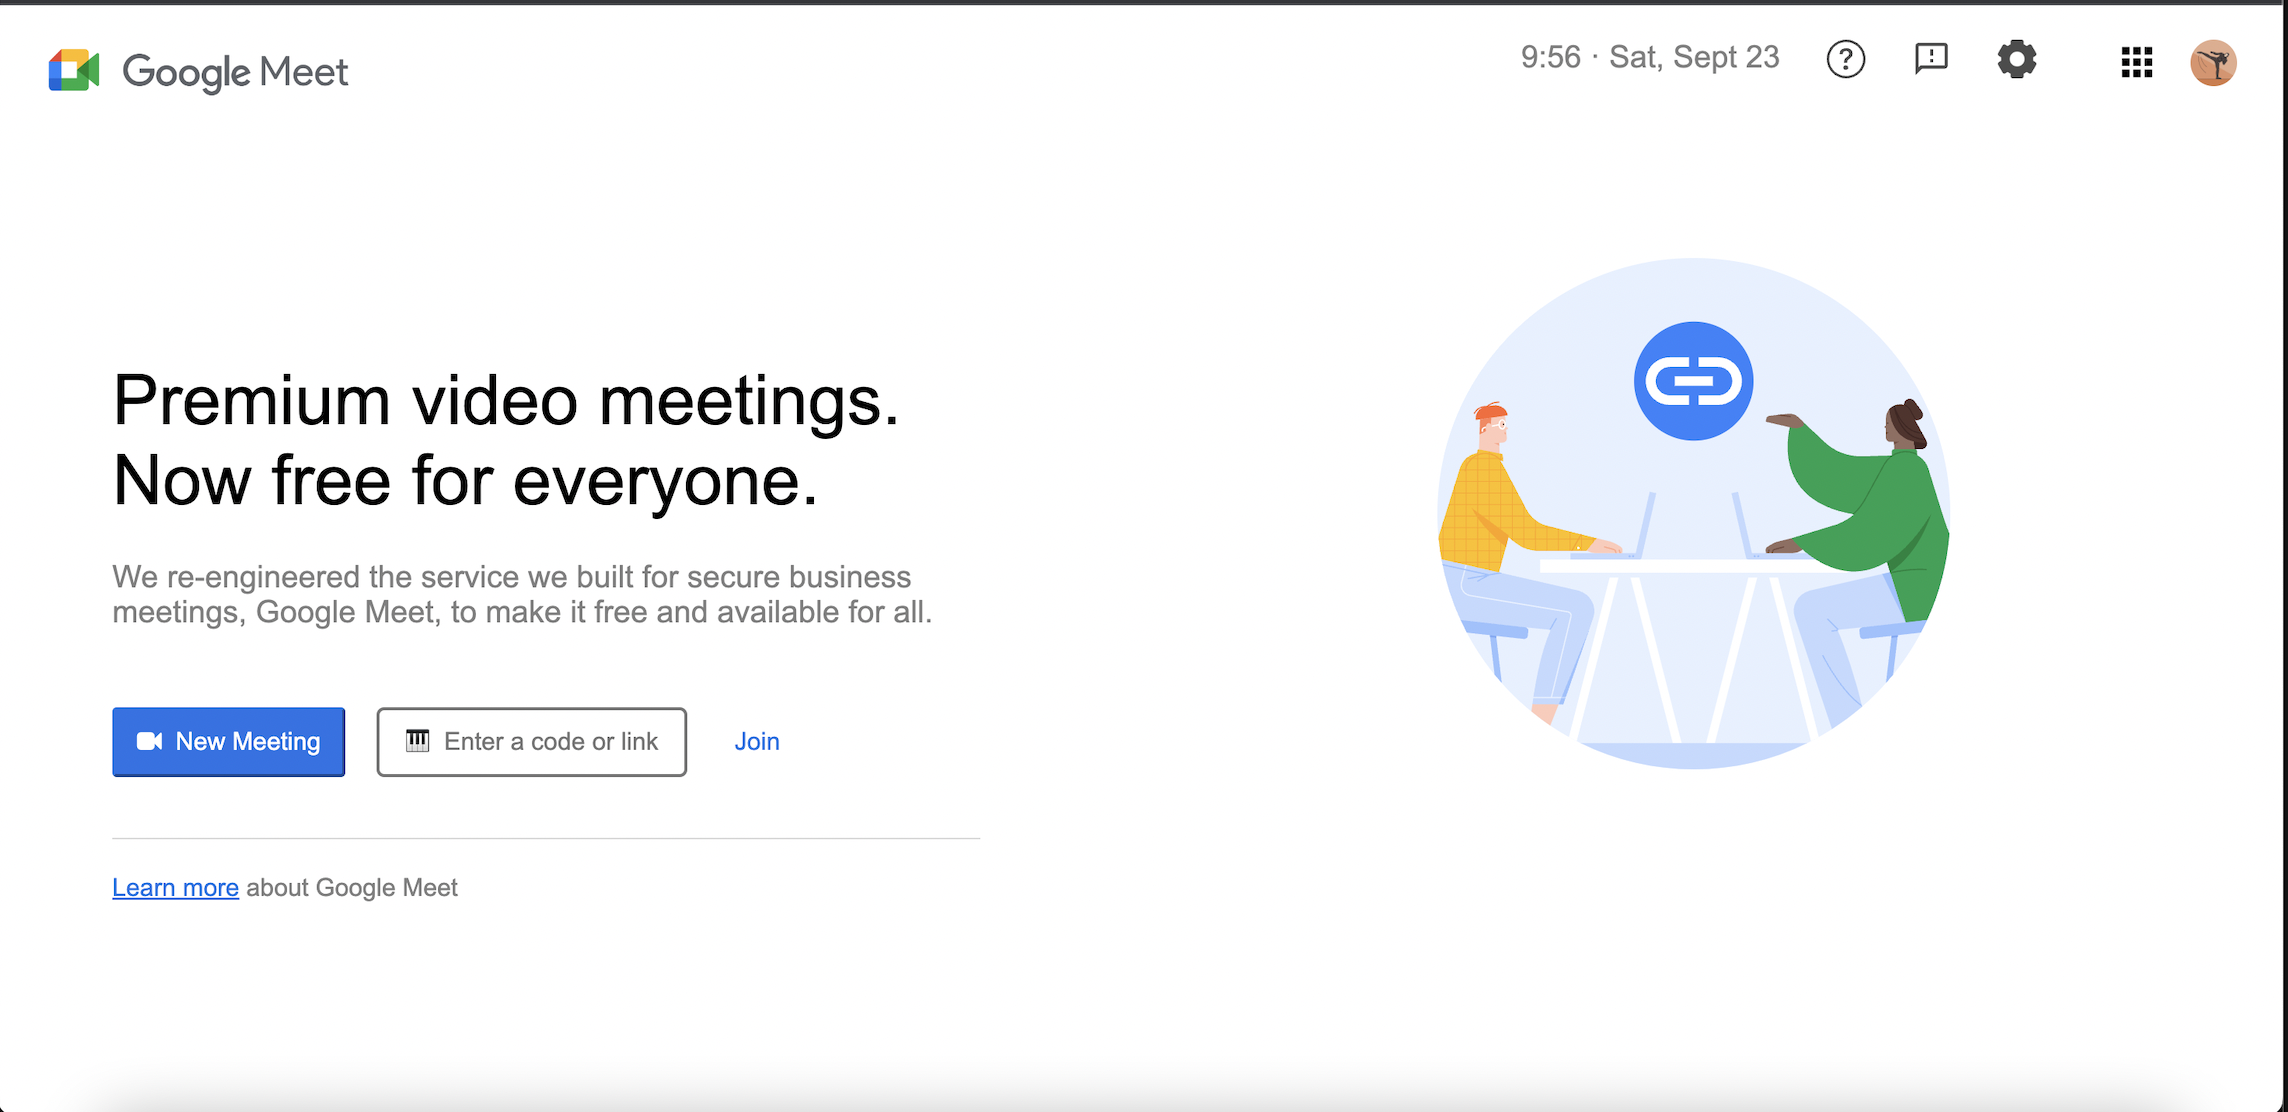 Google Meet
9:56 · Sat, Sept 23
Premium video meetings.
Now free for everyone.
We re-engineered the service we built for secure business
meetings, Google Meet, to make it free and available for all.
New Meeting
Enter a code or link
Join
Learn more about Google Meet